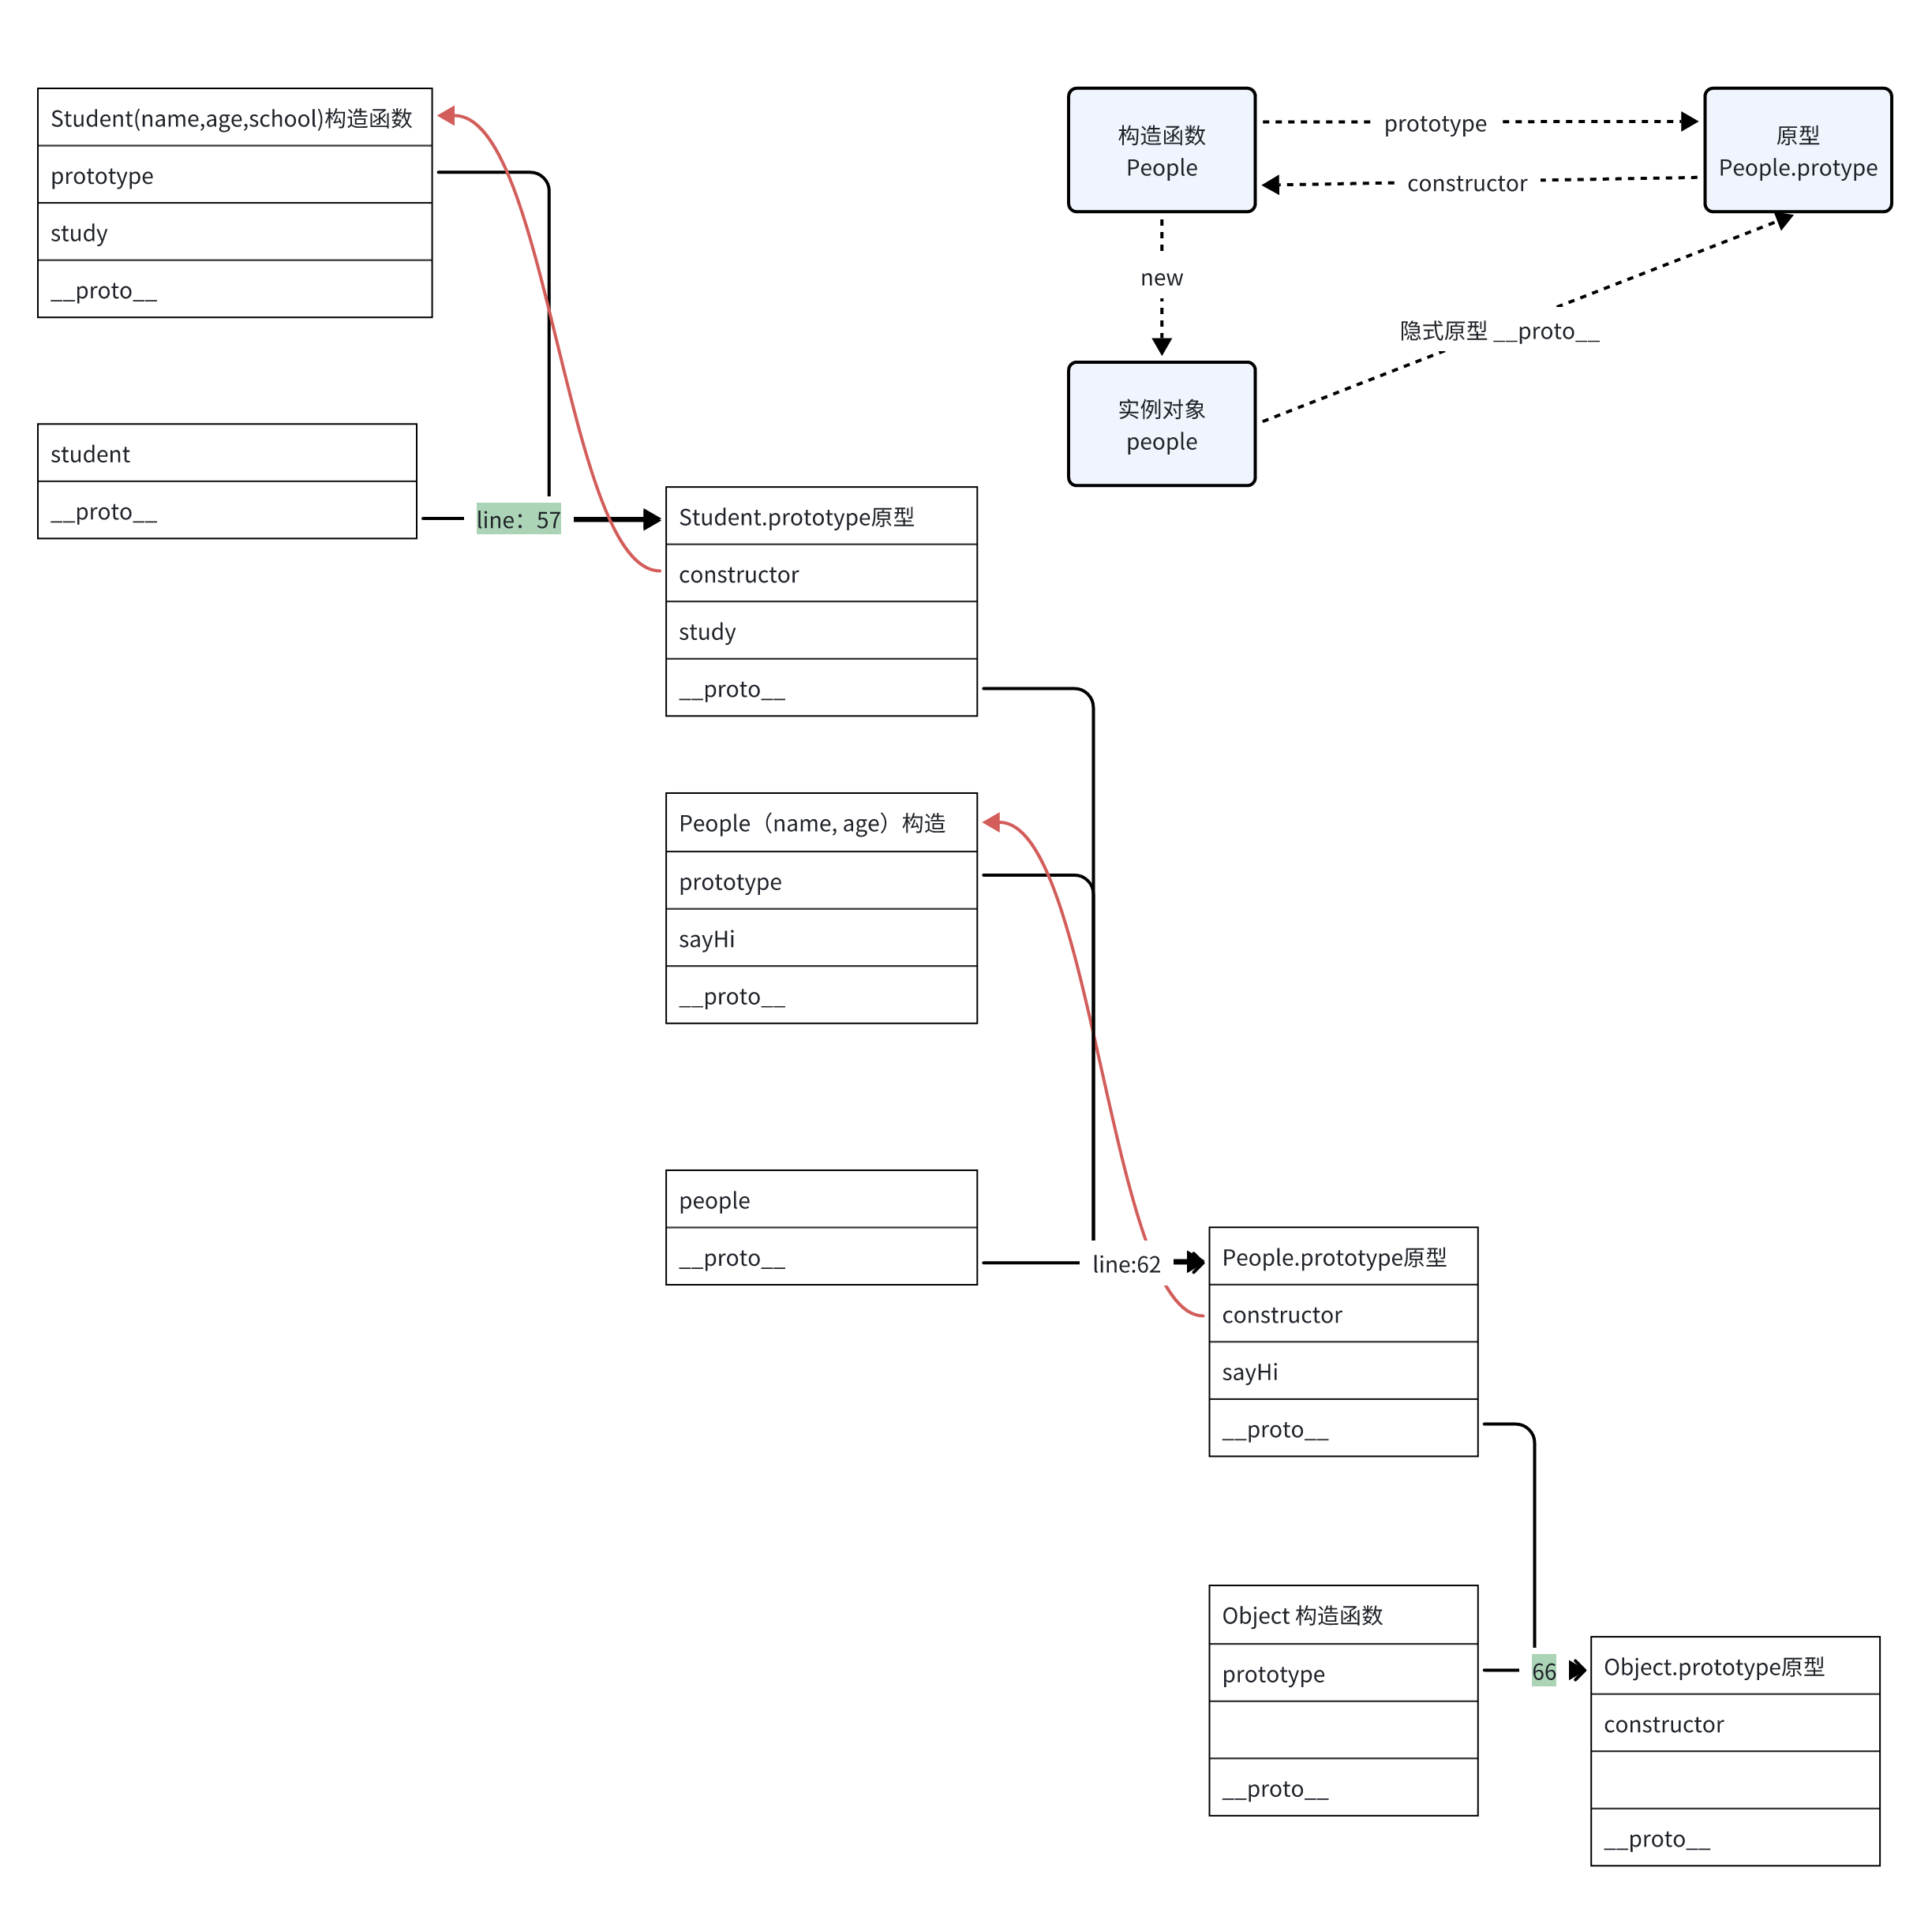 Student(name,age,school)构造函数
prototype
study
__proto__
构造函数
People
prototype
constructor
原型
People.protype
new
隐式原型 __proto__
实例对象
people
student
__proto__
line：57
Student.prototype原型
constructor
study
__proto__
People（name, age）构造
prototype
sayHi
__proto__
people
__proto__
line:62
People.prototype原型
constructor
sayHi
__proto__
Object 构造函数
prototype
__proto__
66
Object.prototype原型
constructor
__proto__